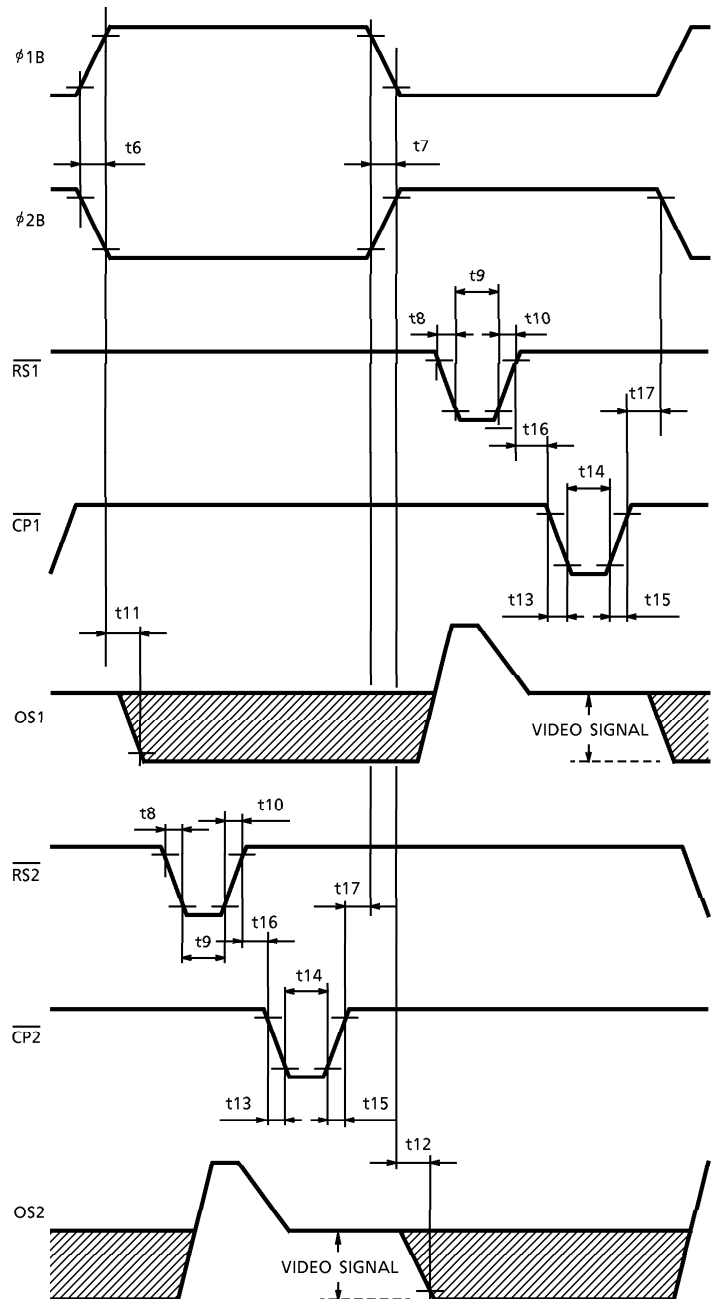 ϕ1B
t6 t7
ϕ2B
t9
t8 t10
RS1
t17
t16
t14
CP1
t13 t15
t11
OS1
VIDEO SIGNAL
t8 t10
RS2
t17
t16
t9
t14
CP2
t13 t15
t12
OS2
VIDEO SIGNAL